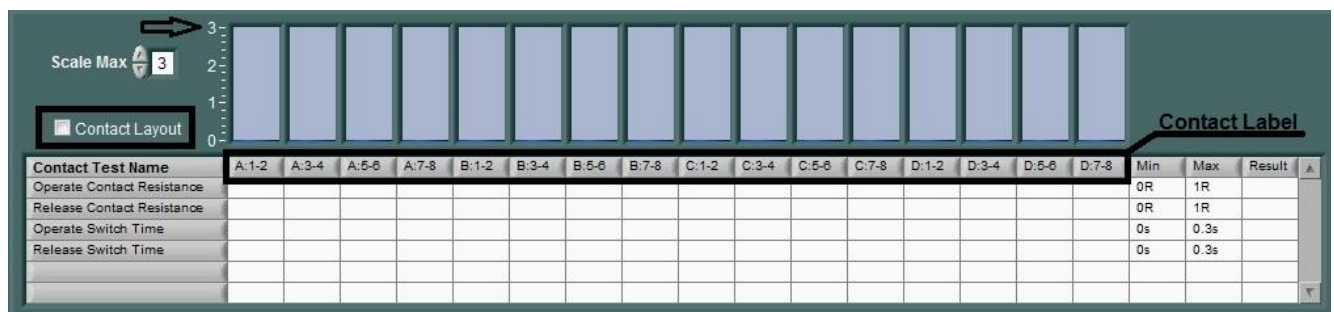 3
Scale Max 3
2
1
Contact Layout
0
Contact Label
Contact Test Name A:1-2 A:3-4 A:5-6 A:7-8 B:1-2 B:3-4 B:5-6 B:7-8 C:1-2 C:3-4 C:5-6 C:7-8 D:1-2 D:3-4 D:5-6 D:7-8 Min Max Result
Operate Contact Resistance 0R 1R
Release Contact Resistance 0R 1R
Operate Switch Time 0s 0.3s
Release Switch Time 0s 0.3s